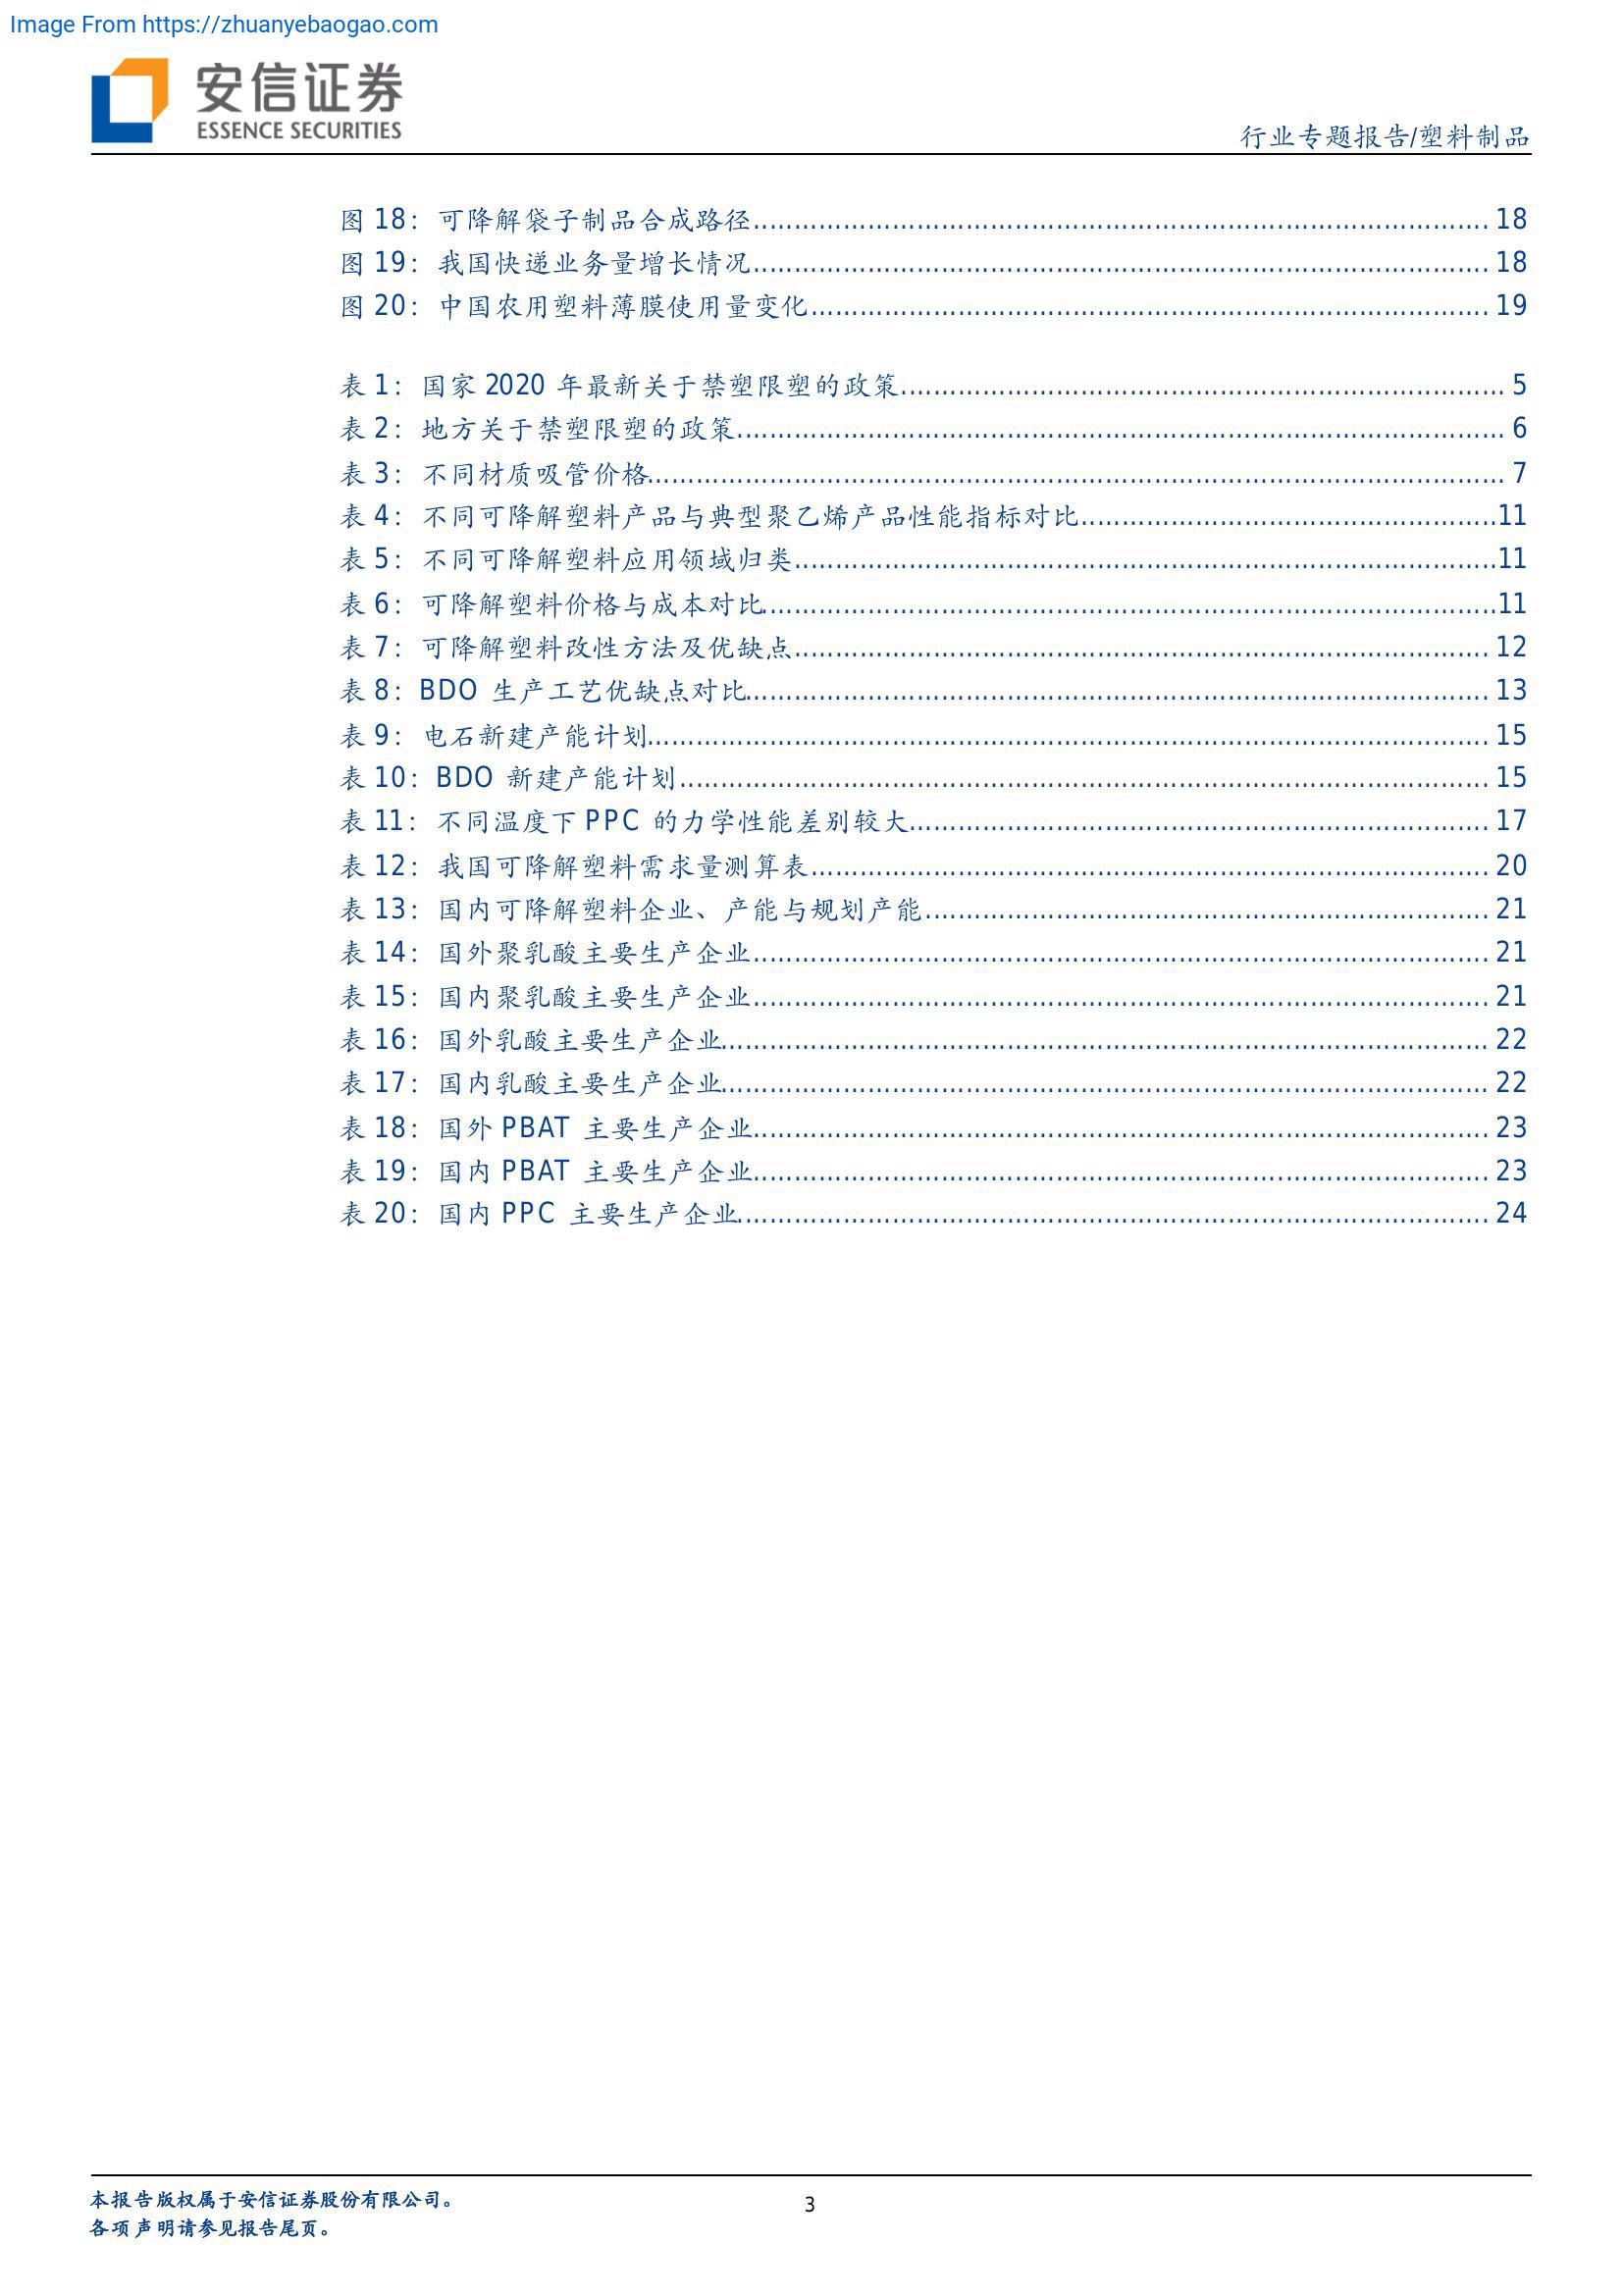 Image From https://zhuanyebaogao.com
安信证券
ESSENCE SECURITIES
行业专题报告/塑料制品
图 18：可降解袋子制品合成路径 18
图 19：我国快递业务量增长情况 18
图 20：中国农用塑料薄膜使用量变化 19
表 1：国家 2020 年最新关于禁塑限塑的政策 5
表 2：地方关于禁塑限塑的政策 6
表 3：不同材质吸管价格 7
表 4：不同可降解塑料产品与典型聚乙烯产品性能指标对比 11
表 5：不同可降解塑料应用领域归类 11
表 6：可降解塑料价格与成本对比 11
表 7：可降解塑料改性方法及优缺点 12
表 8：BDO 生产工艺优缺点对比 13
表 9：电石新建产能计划 15
表 10：BDO 新建产能计划 15
表 11：不同温度下 PPC 的力学性能差别较大 17
表 12：我国可降解塑料需求量测算表 20
表 13：国内可降解塑料企业、产能与规划产能 21
表 14：国外聚乳酸主要生产企业 21
表 15：国内聚乳酸主要生产企业 21
表 16：国外乳酸主要生产企业 22
表 17：国内乳酸主要生产企业 22
表 18：国外 PBAT 主要生产企业 23
表 19：国内 PBAT 主要生产企业 23
表 20：国内 PPC 主要生产企业 24
本报告版权属于安信证券股份有限公司。
3
各项声明请参见报告尾页。